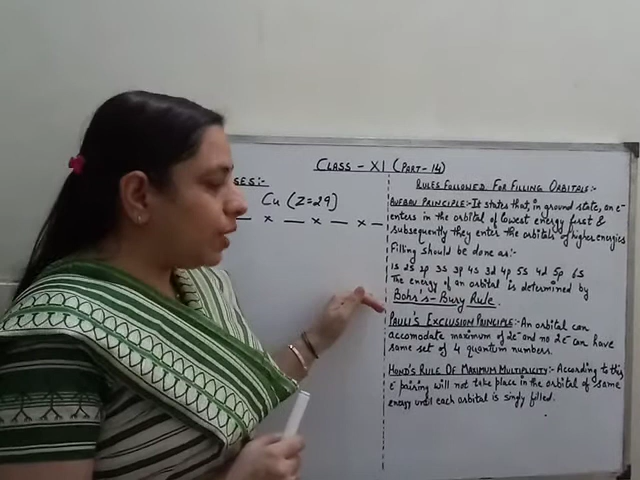 CLASS - XI (PART-14)
SES:-
Cu (Z=29)
— × — × — × —
RULES FOLLOWED FOR FILLING ORBITALS:-
AUFBAU PRINCIPLE:- It states that, in ground state, an e-
enters in the orbital of lowest energy first &
subsequently they enter the orbitals of higher energies
Filling should be done as:-
1s 2s 2p 3s 3p 4s 3d 4p 5s 4d 5p 6s
The energy of an orbital is determined by
Bohr's-Bury Rule.
PAULI'S EXCLUSION PRINCIPLE:- An orbital can
accomodate maximum of 2e- and no 2e- can have
same set of 4 quantum numbers.
HOND'S RULE OF MAXIMUM MULTIPLICITY:- According to this
e- pairing will not take place in the orbital of same
energy until each orbital is singly filled.